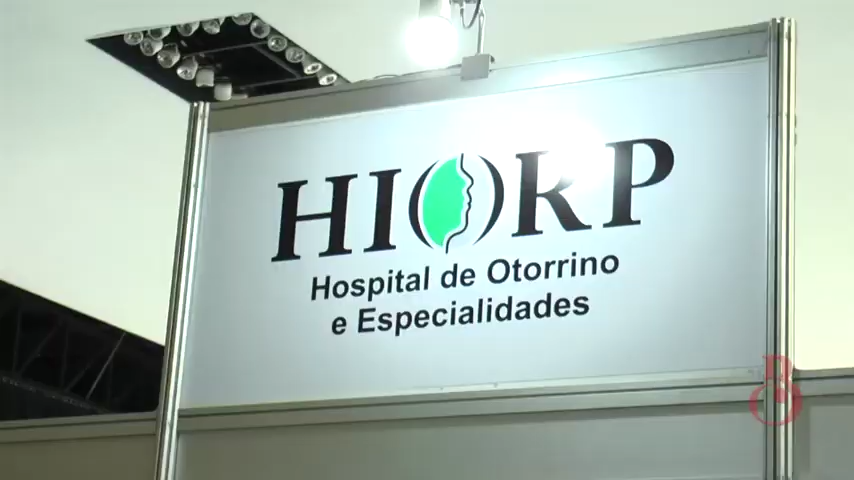 HIORP
Hospital de Otorrino
e Especialidades